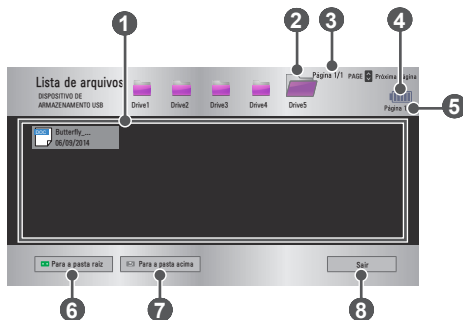 1
2
3
4
Página 1/1 PAGE Próxima página
Lista de arquivos
DISPOSITIVO DE
ARMAZENAMENTO USB
Drive1 Drive2 Drive3 Drive4 Drive5
Página 1
5
DOC Butterfly_...
06/09/2014
Para a pasta raiz
Para a pasta acima
Sair
6
7
8